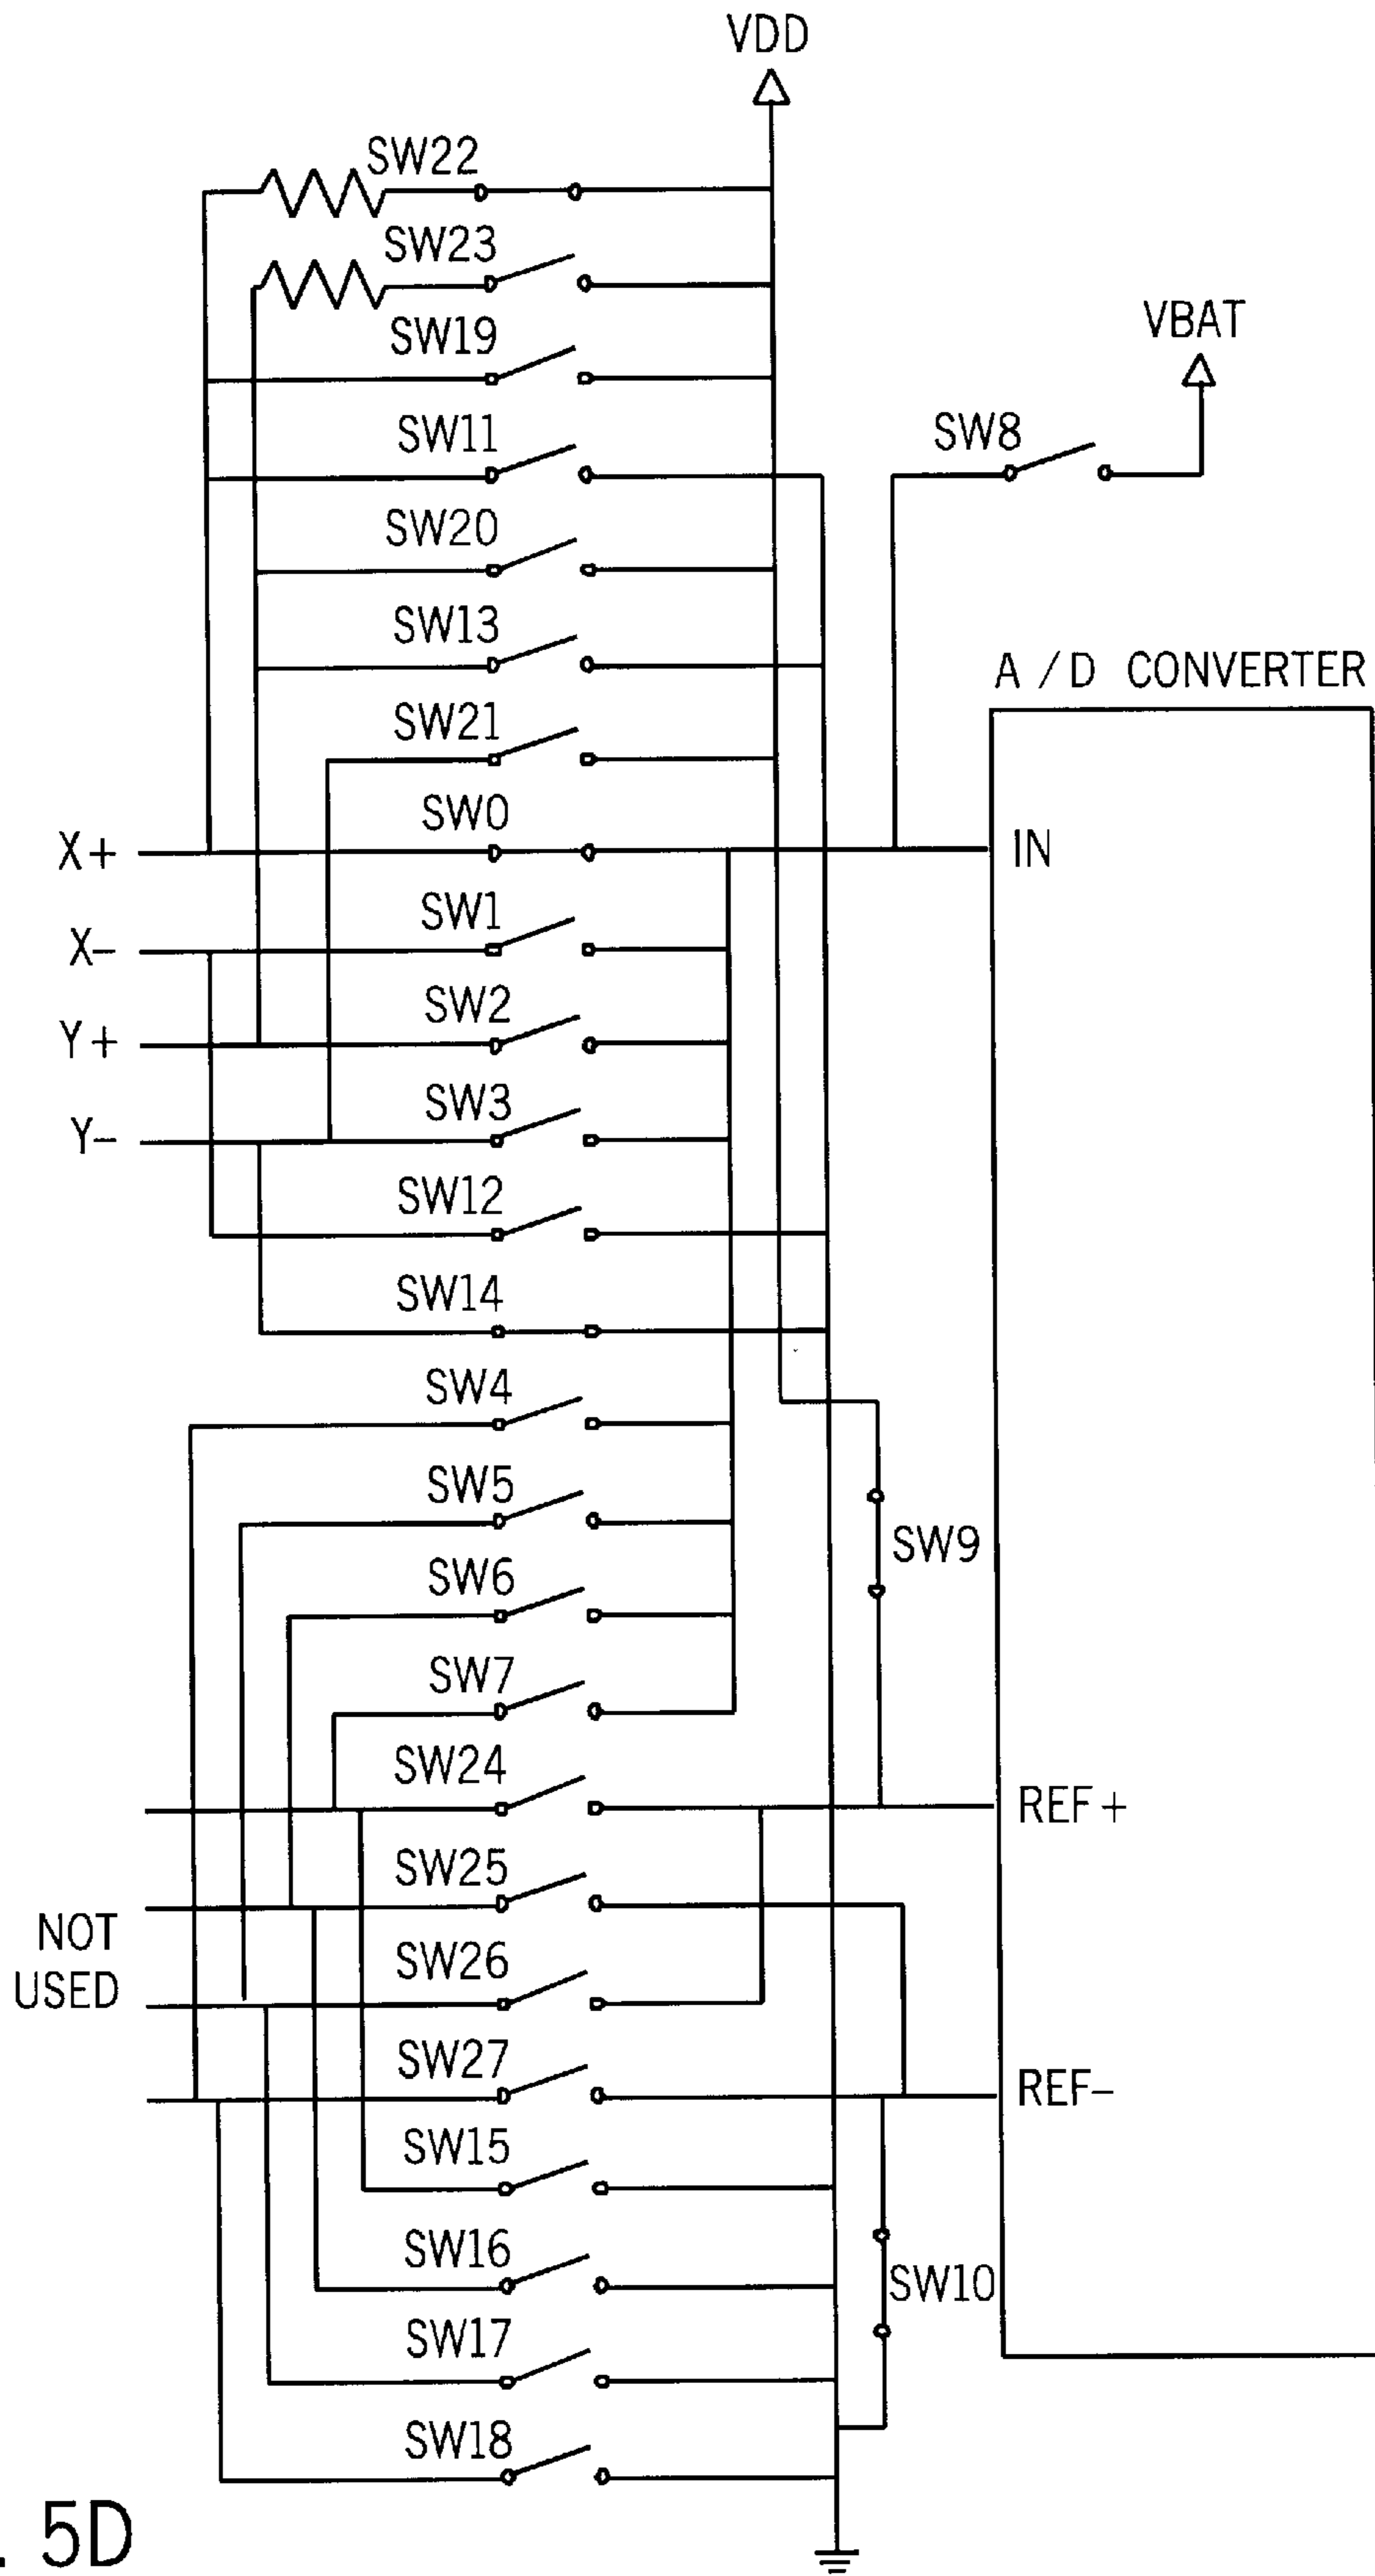 VDD
SW22
SW23
VBAT
SW19
SW11
SW8
SW20
SW13
A / D CONVERTER
SW21
SW0
X+
IN
SW1
X-
SW2
Y+
SW3
Y-
SW12
SW14
SW4
SW5
SW9
SW6
SW7
SW24
REF+
SW25
NOT
USED
SW26
SW27
REF-
SW15
SW16
SW10
SW17
SW18
. 5D